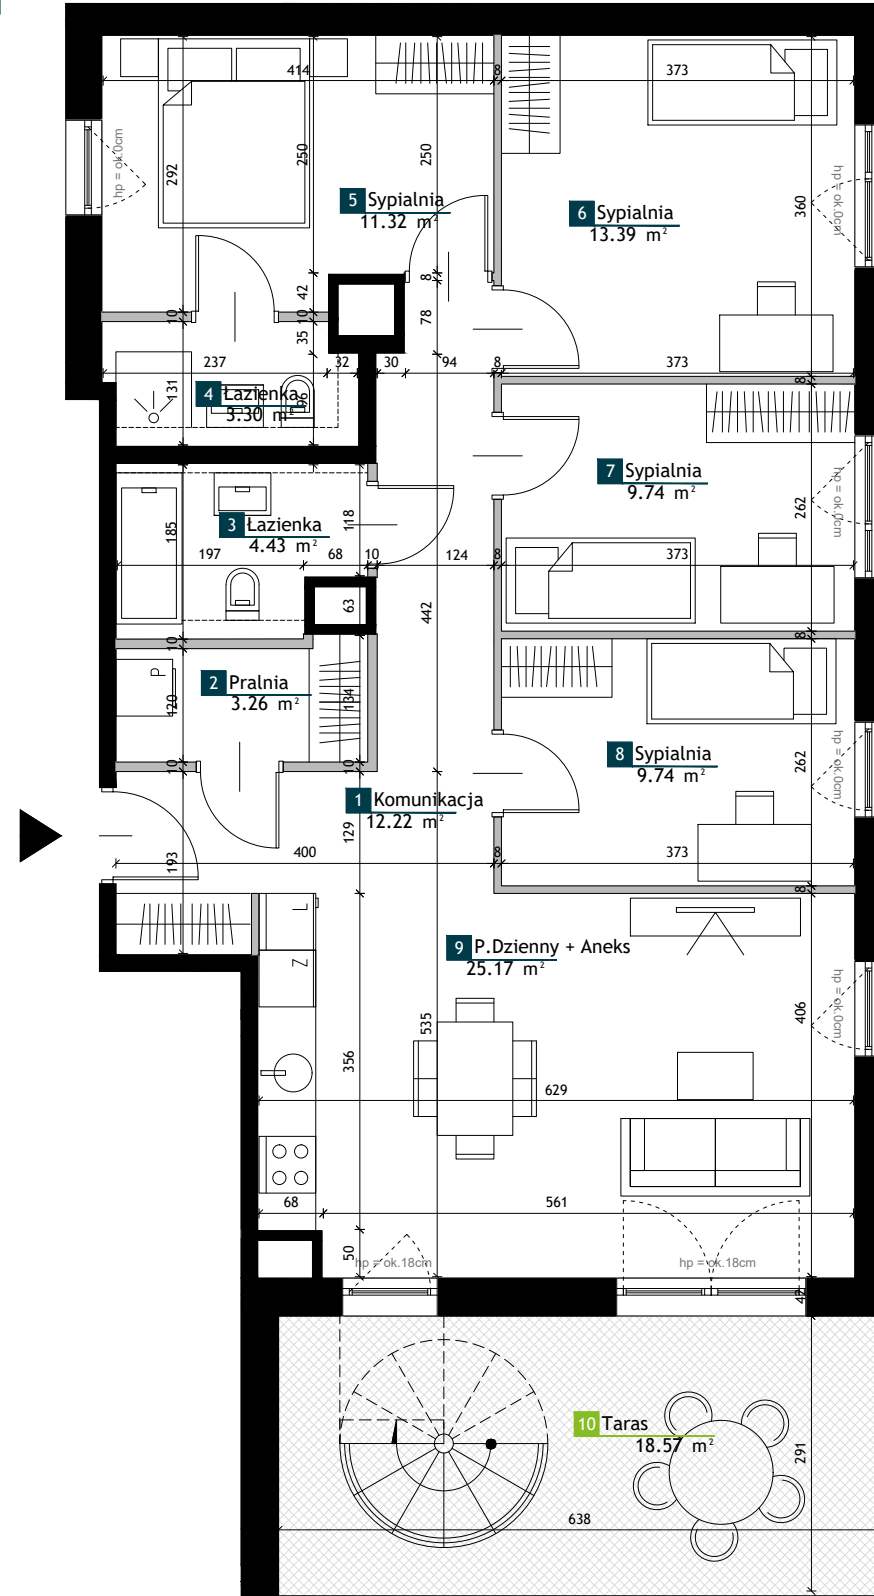 414
8
373
hp = ok.0cm
292
250
250
hp = ok.0cm
360
5 Sypialnia
11.32 m²
6 Sypialnia
13.39 m²
8
42
78
10
10
35
237
32
30
94
8
373
8
131
96
4 Łazienka
3.30 m²
7 Sypialnia
9.74 m²
hp = ok.0cm
262
185
118
3 Łazienka
4.43 m²
197
68
10
124
8
373
63
442
10
8
P
120
2 Pralnia
3.26 m²
134
8 Sypialnia
9.74 m²
hp = ok.0cm
262
10
10
1 Komunikacja
12.22 m²
129
193
400
8
373
8
L
Z
9 P.Dzienny + Aneks
25.17 m²
hp = ok.0cm
406
535
356
629
68
561
50
hp = ok.18cm
hp = ok.18cm
42
10 Taras
18.57 m²
291
638